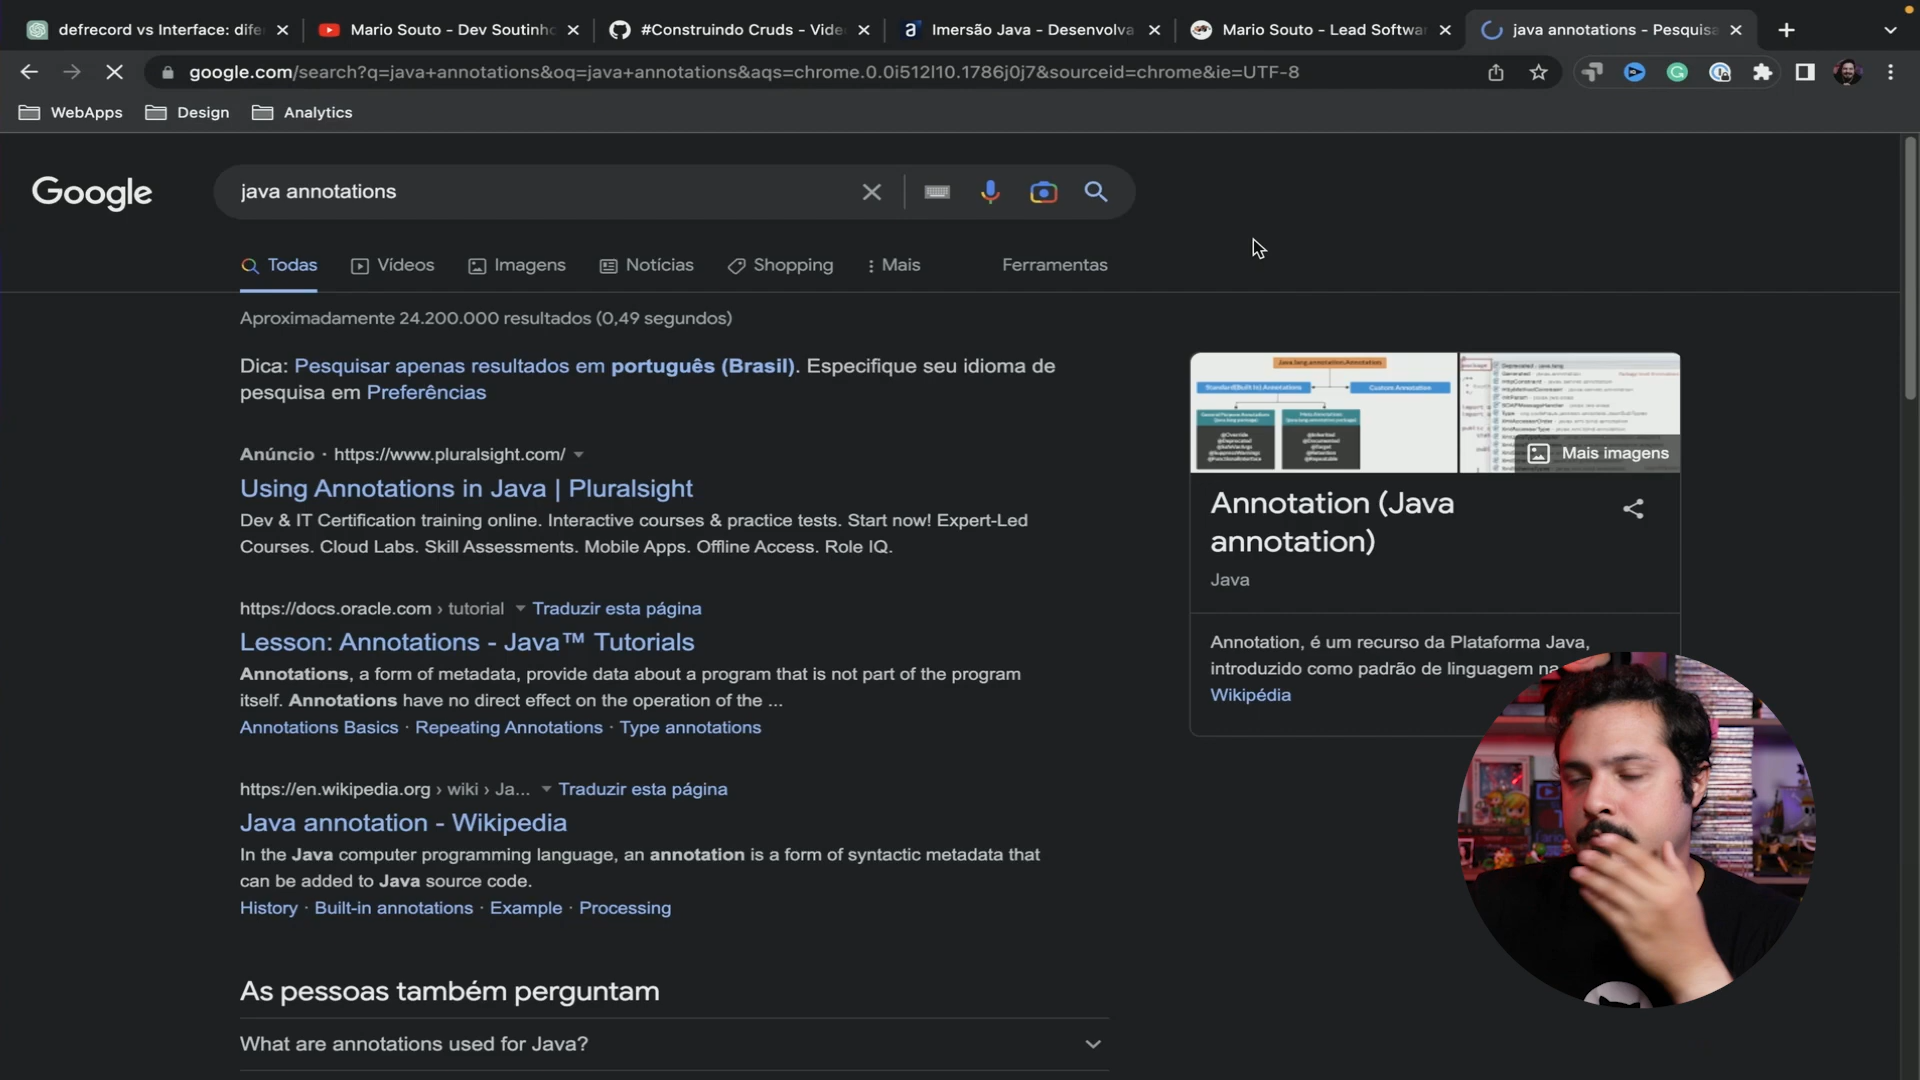 defrecord vs Interface: dife
Mario Souto - Dev Soutinho
#Construindo Cruds - Vide
Imersão Java - Desenvolva
Mario Souto - Lead Softwar
java annotations - Pesquisa
google.com/search?q=java+annotations&oq=java+annotations&aqs=chrome.0.0i512l10.1786j0j7&sourceid=chrome&ie=UTF-8
WebApps
Design
Analytics
Google
java annotations
Todas
Vídeos
Imagens
Notícias
Shopping
Mais
Ferramentas
Aproximadamente 24.200.000 resultados (0,49 segundos)
Dica: Pesquisar apenas resultados em português (Brasil). Especifique seu idioma de
pesquisa em Preferências
Anúncio · https://www.pluralsight.com/
Using Annotations in Java | Pluralsight
Dev & IT Certification training online. Interactive courses & practice tests. Start now! Expert-Led
Courses. Cloud Labs. Skill Assessments. Mobile Apps. Offline Access. Role IQ.
https://docs.oracle.com › tutorial
Traduzir esta página
Lesson: Annotations - Java™ Tutorials
Annotations, a form of metadata, provide data about a program that is not part of the program
itself. Annotations have no direct effect on the operation of the ...
Annotations Basics · Repeating Annotations · Type annotations
https://en.wikipedia.org › wiki › Ja...
Traduzir esta página
Java annotation - Wikipedia
In the Java computer programming language, an annotation is a form of syntactic metadata that
can be added to Java source code.
History · Built-in annotations · Example · Processing
As pessoas também perguntam
What are annotations used for Java?
Java.lang.annotation.Annotation
Standard(Built In) Annotations
Custom Annotation
Mais imagens
Annotation (Java
annotation)
Java
Annotation, é um recurso da Plataforma Java,
introduzido como padrão de linguagem na
Wikipédia